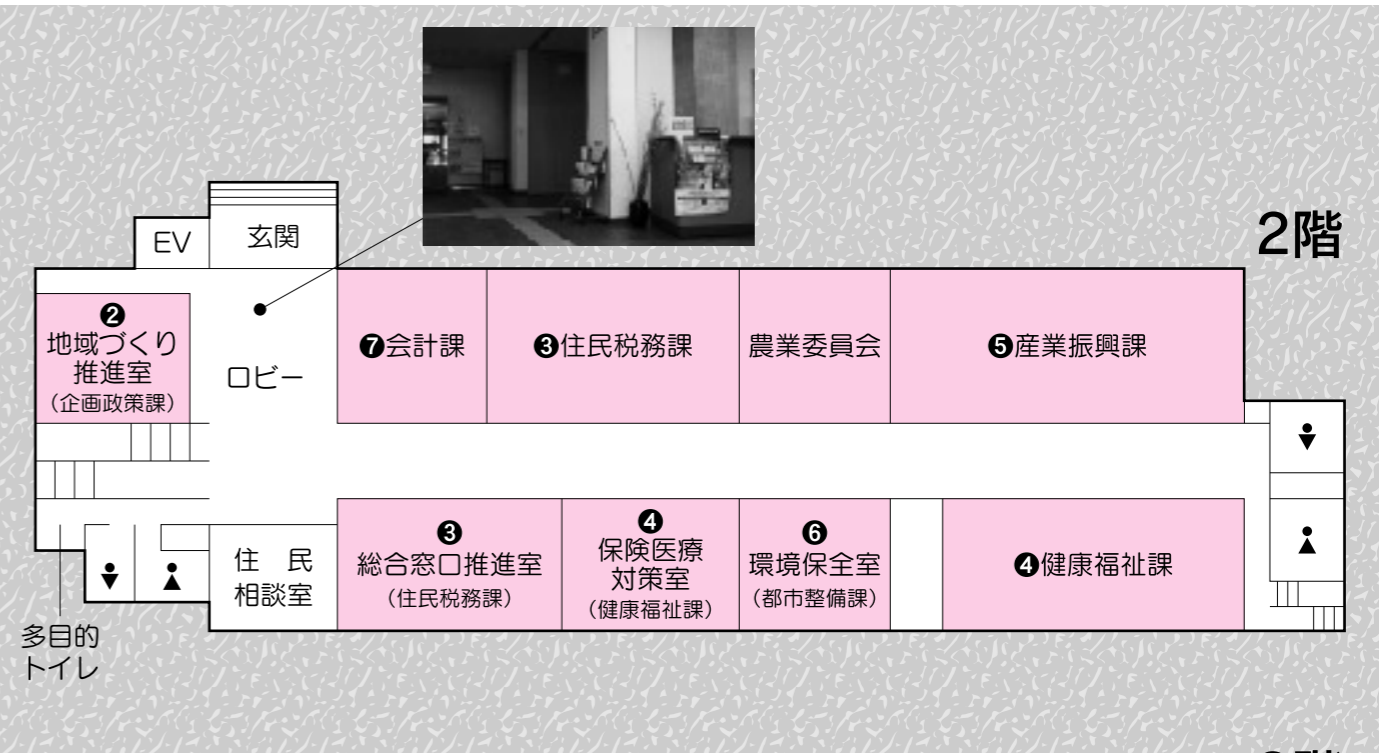 2階
EV
玄関
❷
地域づくり
推進室
（企画政策課）
ロビー
❼会計課
❸住民税務課
農業委員会
❺産業振興課
住　民
相談室
❸
総合窓口推進室
（住民税務課）
❹
保険医療
対策室
（健康福祉課）
❻
環境保全室
（都市整備課）
❹健康福祉課
多目的
トイレ